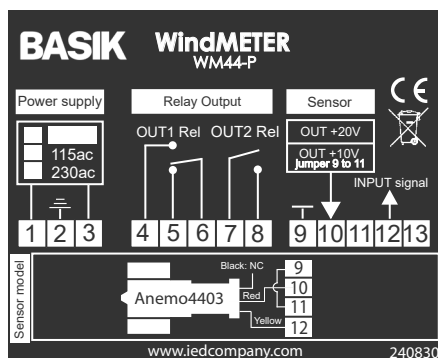 BASIK WindMETER
WM44-P
Power supply
Relay Output
Sensor
CE
115ac
230ac
OUT1 Rel OUT2 Rel
OUT +20V
OUT +10V
jumper 9 to 11
INPUT signal
1 2 3 4 5 6 7 8 9 10 11 12 13
Sensor model
Anemo4403
Black: NC
Red
Yellow
9
10
11
12
www.iedcompany.com
240830